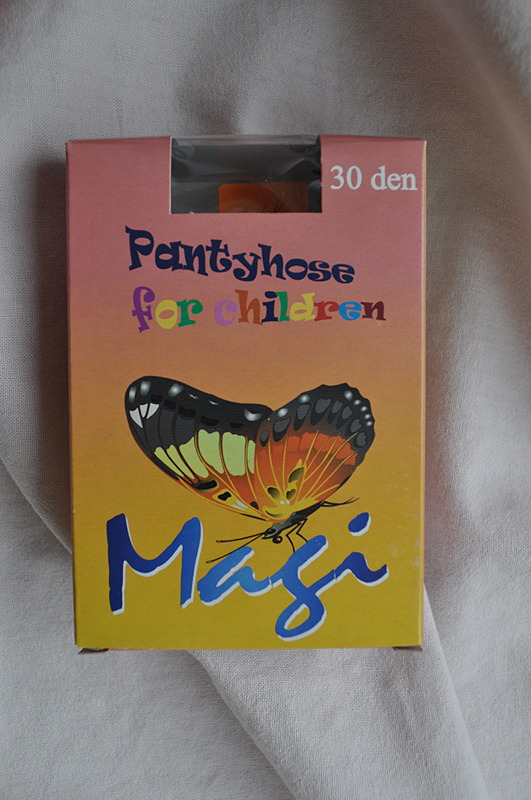 30 den
Pantyhose
for children
Magi